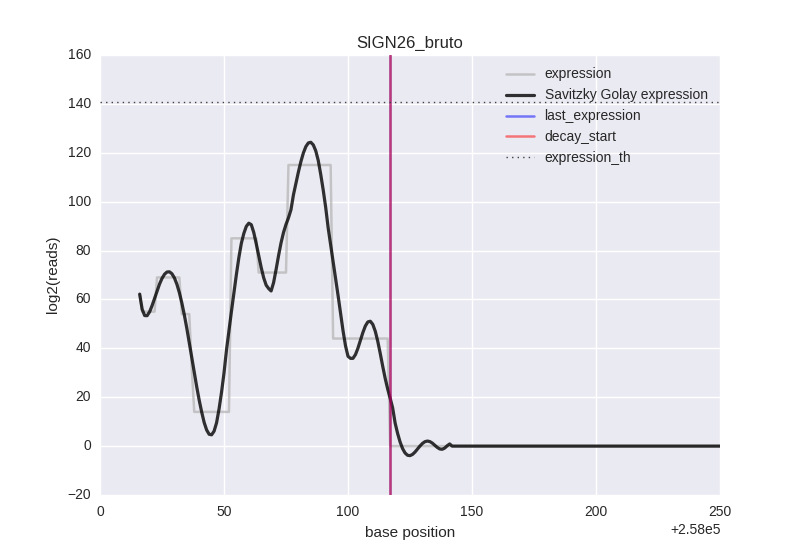 SIGN26_bruto
160
140
120
100
80
60
40
20
0
−20
log2(reads)
expression
Savitzky Golay expression
last_expression
decay_start
expression_th
0
50
100
150
200
250
+2.58e5
base position